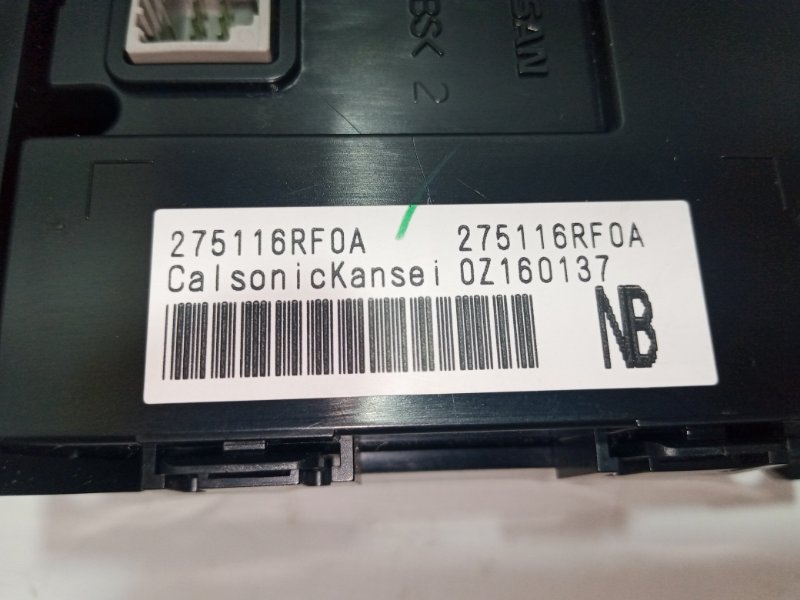 BSK 2
275116RF0A 275116RF0A
CalsonicKansei 0Z160137
NB